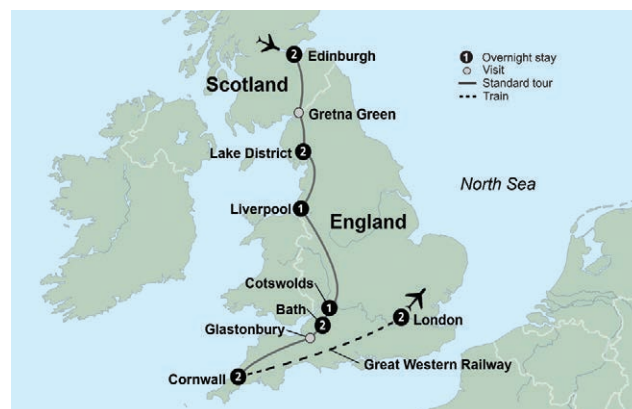 2 Edinburgh
Scotland
Gretna Green
Lake District 2
Liverpool 1
England
North Sea
Cotswolds
1
Bath
2
Glastonbury
2
London
Great Western Railway
Cornwall 2
1 Overnight stay
Visit
Standard tour
Train